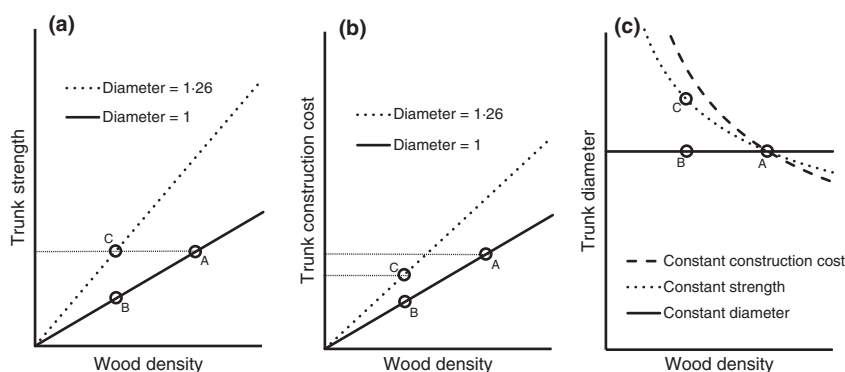 (a)
Diameter = 1·26
Diameter = 1
C
A
B
Trunk strength
Wood density
(b)
Diameter = 1·26
Diameter = 1
C
A
B
Trunk construction cost
Wood density
(c)
C
B
A
Constant construction cost
Constant strength
Constant diameter
Trunk diameter
Wood density